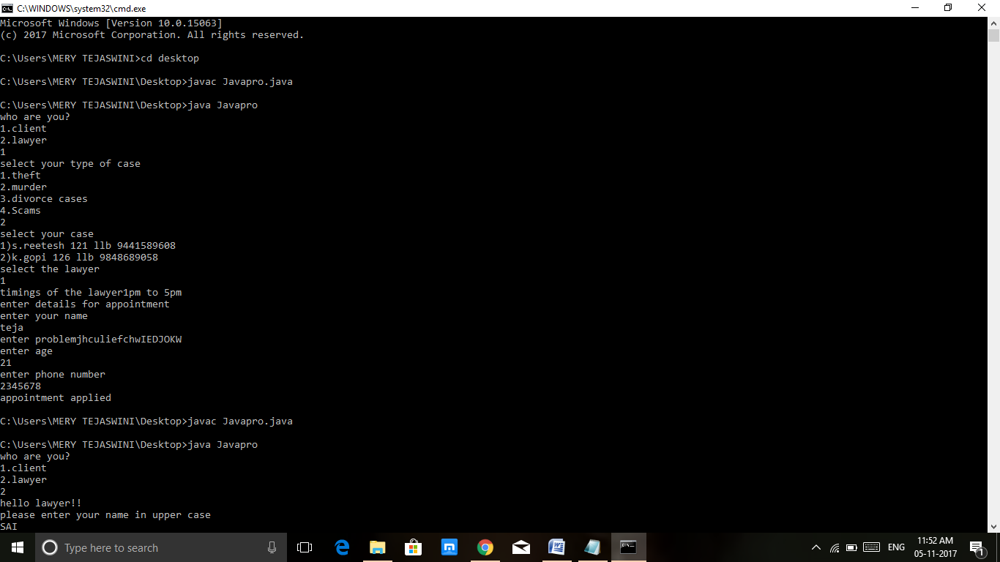 C:\WINDOWS\system32\cmd.exe
Microsoft Windows [Version 10.0.15063]
(c) 2017 Microsoft Corporation. All rights reserved.
C:\Users\MERY TEJASWINI>cd desktop
C:\Users\MERY TEJASWINI\Desktop>javac Javapro.java
C:\Users\MERY TEJASWINI\Desktop>java Javapro
who are you?
1.client
2.lawyer
1
select your type of case
1.theft
2.murder
3.divorce cases
4.Scams
2
select your case
1)s.reetesh 121 llb 9441589608
2)k.gopi 126 llb 9848689058
select the lawyer
1
timings of the lawyer1pm to 5pm
enter details for appointment
enter your name
teja
enter problemjhculiefchwIEDJOKW
enter age
21
enter phone number
2345678
appointment applied
C:\Users\MERY TEJASWINI\Desktop>javac Javapro.java
C:\Users\MERY TEJASWINI\Desktop>java Javapro
who are you?
1.client
2.lawyer
2
hello lawyer!!
please enter your name in upper case
SAI
Type here to search
ENG
11:52 AM
05-11-2017
1